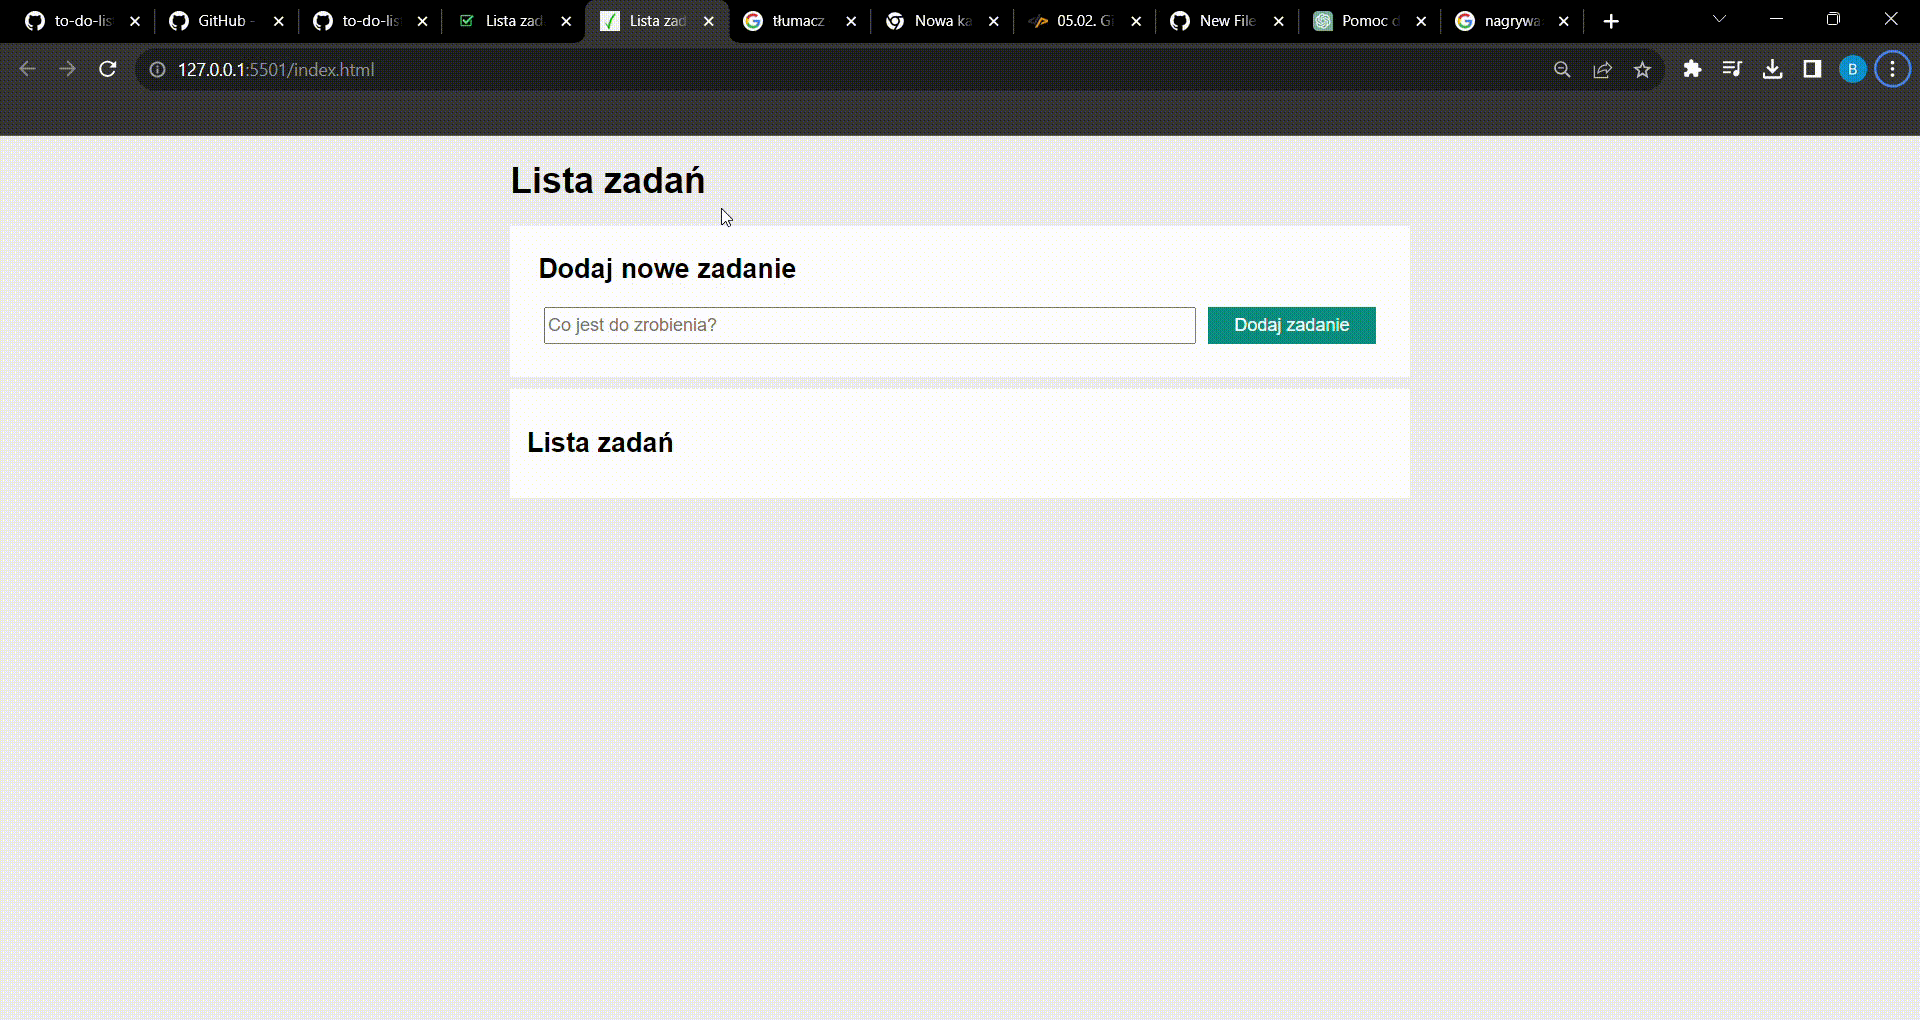 to-do-lis
GitHub -
to-do-lis
Lista zad
Lista zad
tłumacz
Nowa ka
05.02. Gi
New File
Pomoc d
nagrywa
127.0.0.1:5501/index.html
B
Lista zadań
Dodaj nowe zadanie
Co jest do zrobienia?
Dodaj zadanie
Lista zadań